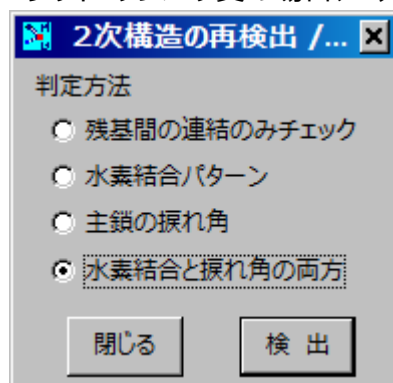 2次構造の再検出 /...
判定方法
残基間の連結のみチェック
水素結合パターン
主鎖の捩れ角
水素結合と捩れ角の両方
閉じる
検 出